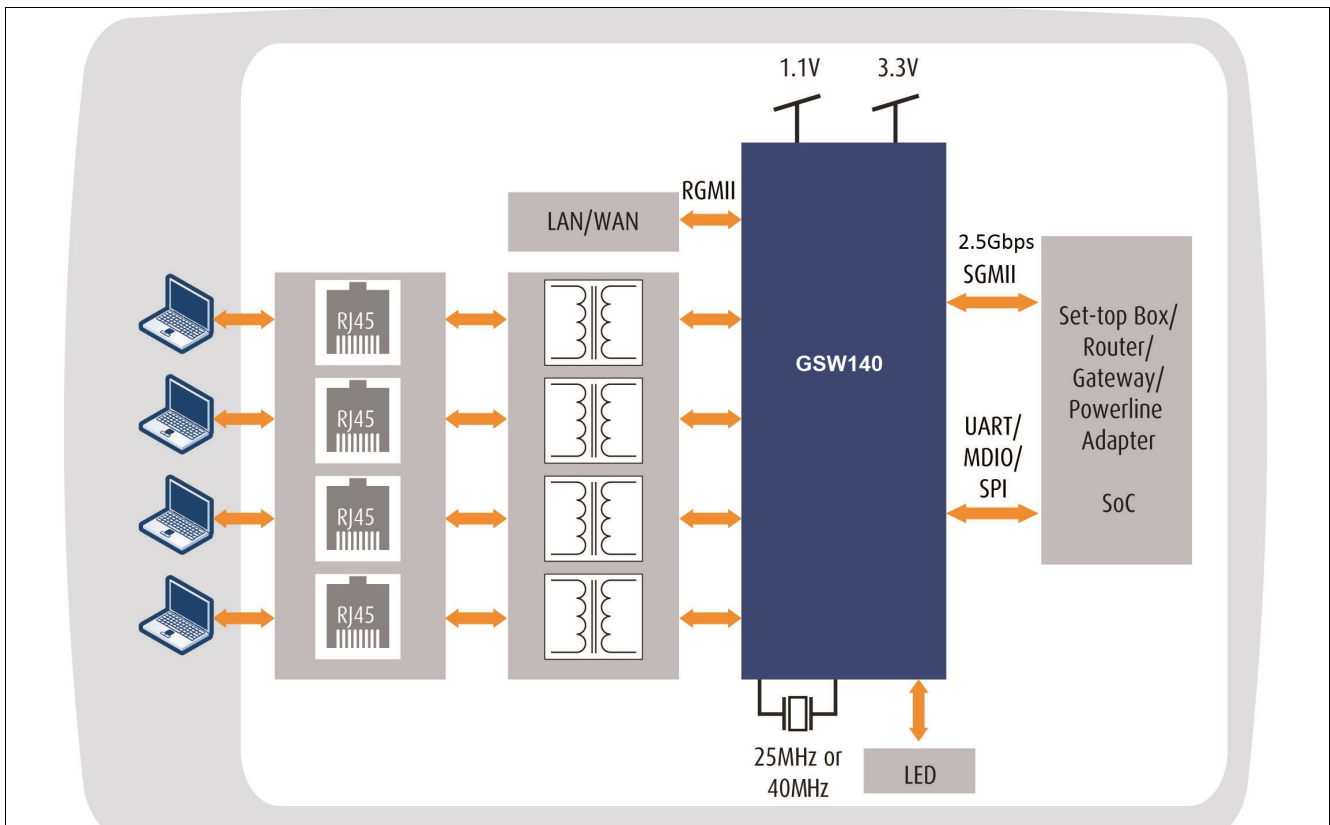 1.1V
3.3V
RGMII
LAN/WAN
2.5Gbps
SGMII
RJ45
RJ45
RJ45
RJ45
GSW140
Set-top Box/
Router/
Gateway/
Powerline
Adapter
SoC
UART/
MDIO/
SPI
25MHz or
40MHz
LED